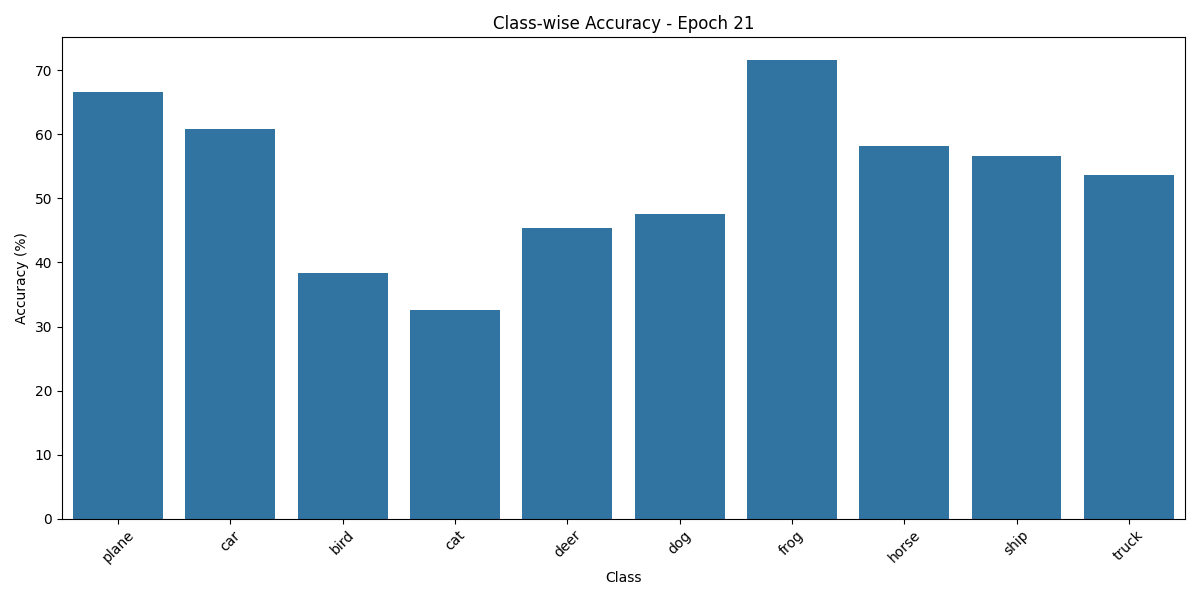 Class-wise Accuracy - Epoch 21
Accuracy (%)
70
60
50
40
30
20
10
0
plane
car
bird
cat
deer
dog
frog
horse
ship
truck
Class